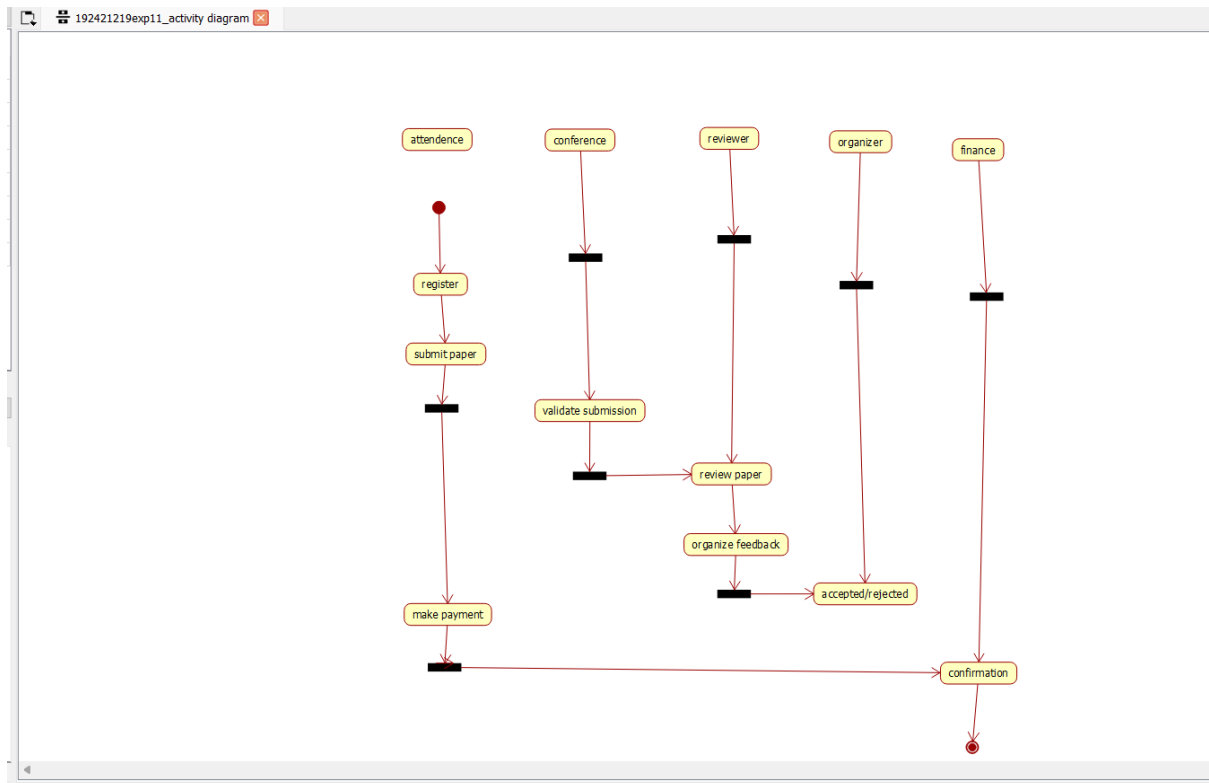 192421219exp11_activity diagram
attendence
conference
reviewer
organizer
finance
register
submit paper
validate submission
review paper
organize feedback
accepted/rejected
make payment
confirmation